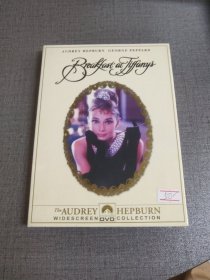 AUDREY HEPBURN GEORGE PEPPARD
Breakfast at Tiffany's
The AUDREY HEPBURN
WIDESCREEN DVD COLLECTION